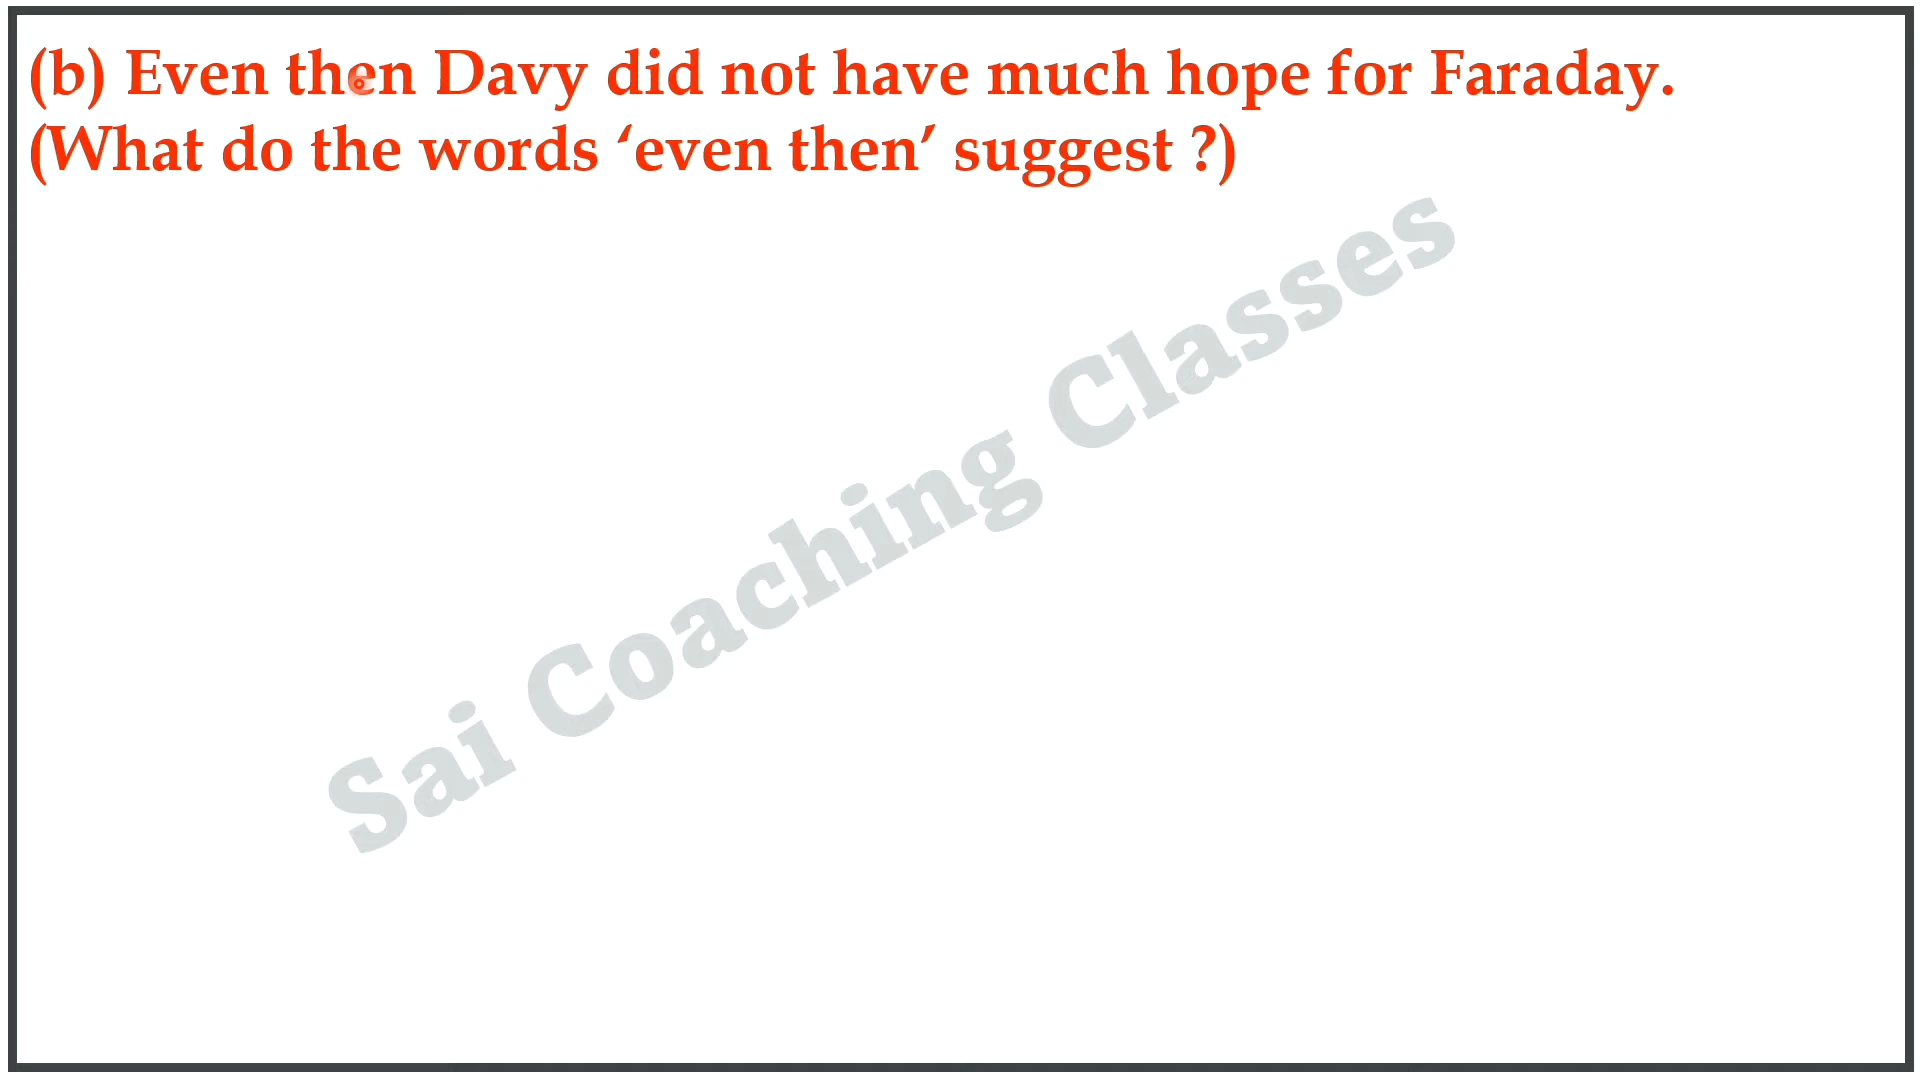 (b) Even then Davy did not have much hope for Faraday.
(What do the words ‘even then’ suggest ?)
Sai Coaching Classes